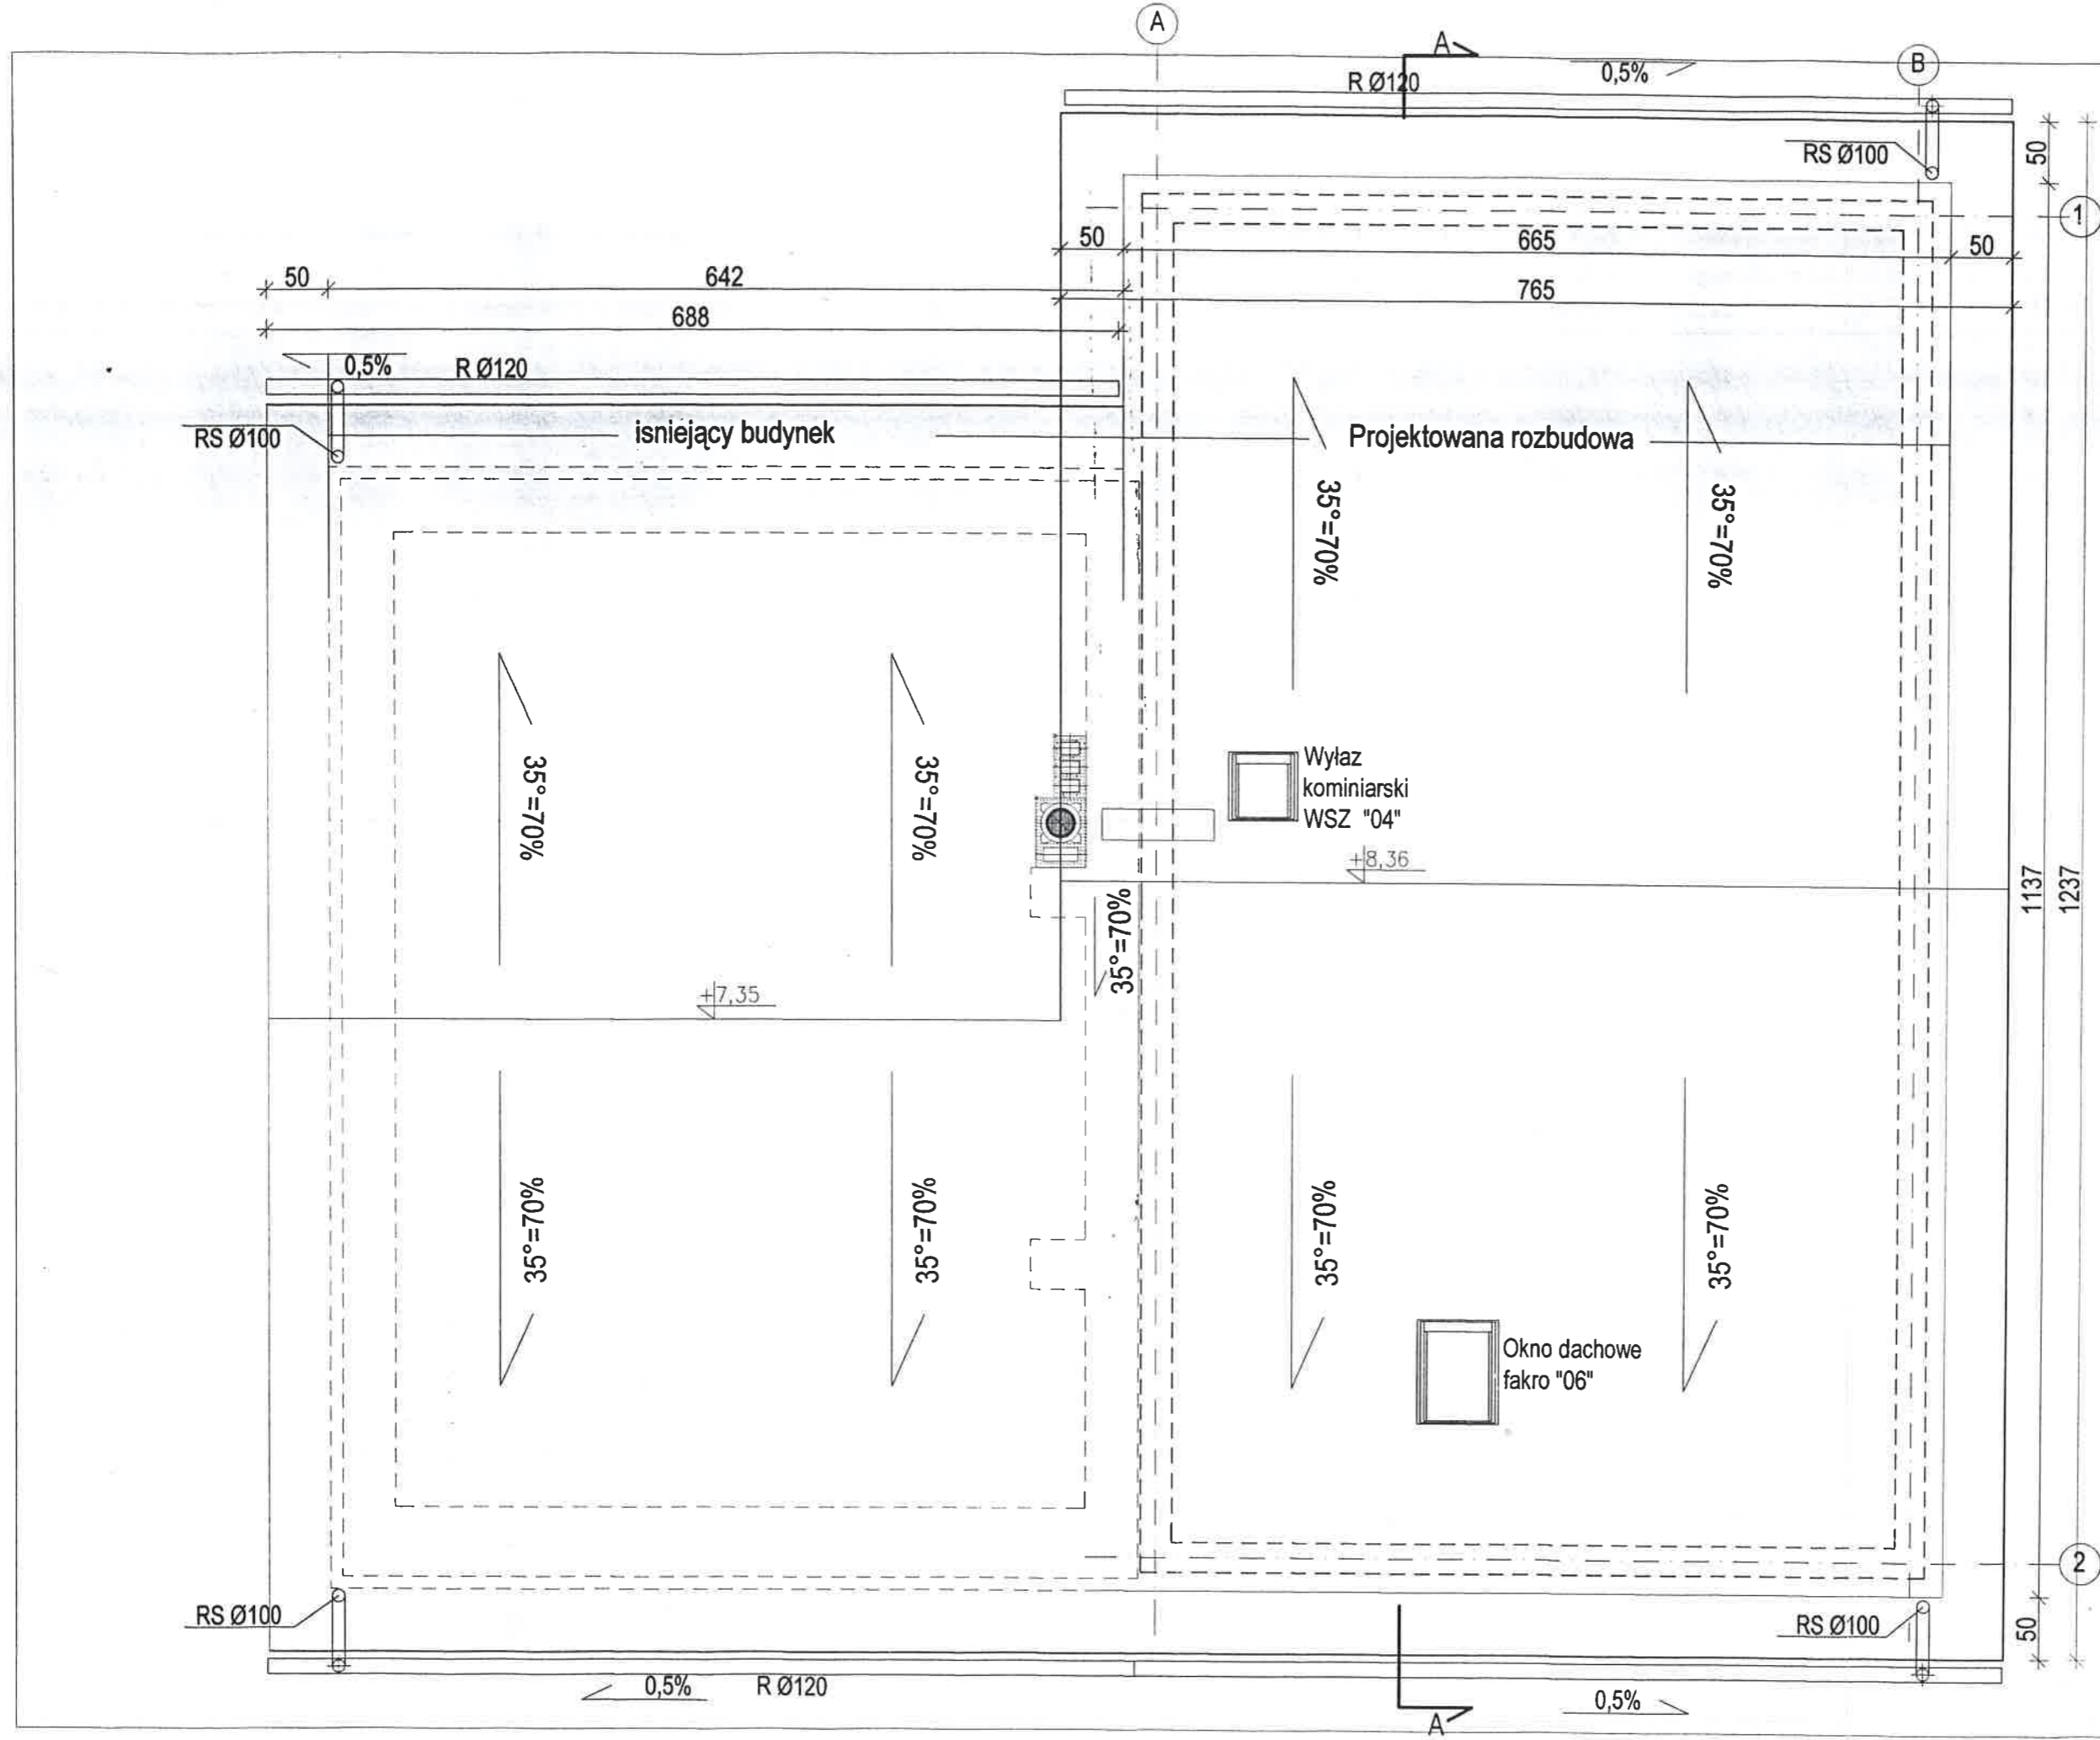 A
A
0,5%
B
R Ø120
RS Ø100
50
1
50
665
50
50
642
765
688
0,5%
R Ø120
RS Ø100
isniejący budynek
Projektowana rozbudowa
35°=70%
35°=70%
35°=70%
35°=70%
Wyłaz
kominiarski
WSZ "04"
+8,36
1137
1237
35°=70%
+7,35
35°=70%
35°=70%
35°=70%
35°=70%
Okno dachowe
fakro "06"
2
RS Ø100
RS Ø100
50
0,5%
R Ø120
0,5%
A